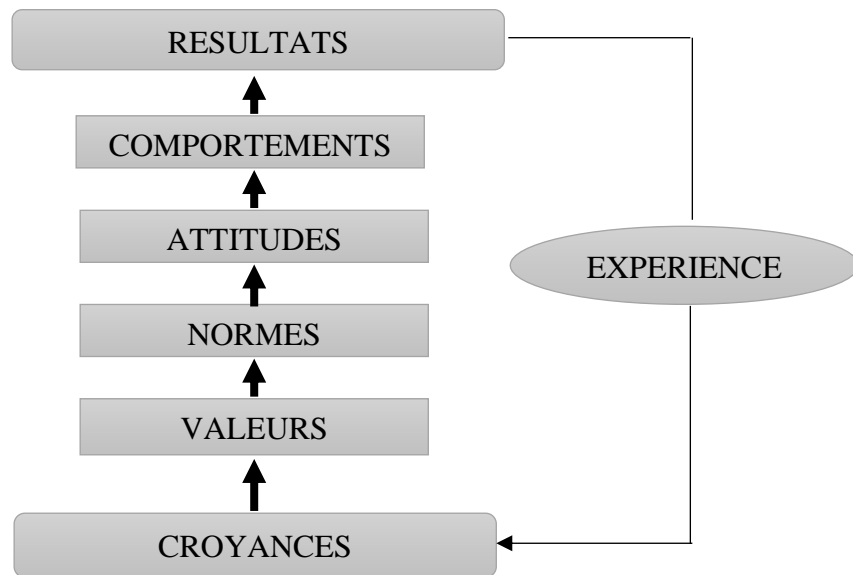 RESULTATS
COMPORTEMENTS
ATTITUDES
EXPERIENCE
NORMES
VALEURS
CROYANCES